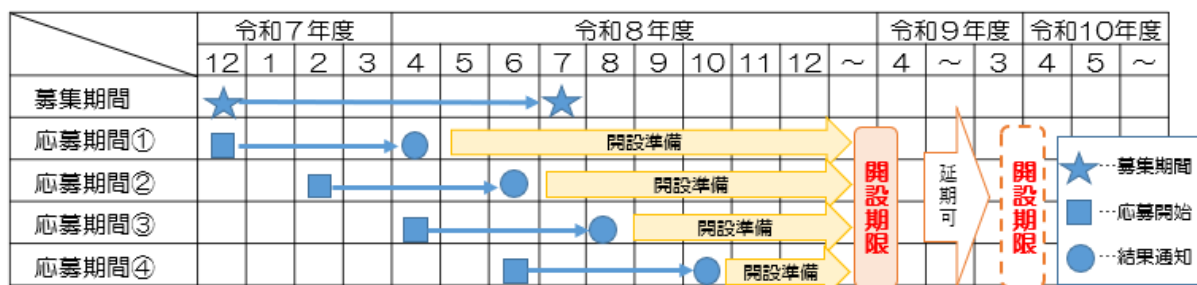 令和7年度 令和8年度 令和9年度 令和10年度
12 1 2 3 4 5 6 7 8 9 10 11 12 ～ 4 ～ 3 4 5 ～
募集期間
応募期間① 開設準備
応募期間② 開設準備
応募期間③ 開設準備
応募期間④ 開設準備
開設期限
延期可
開設期限
…募集期間
…応募開始
…結果通知